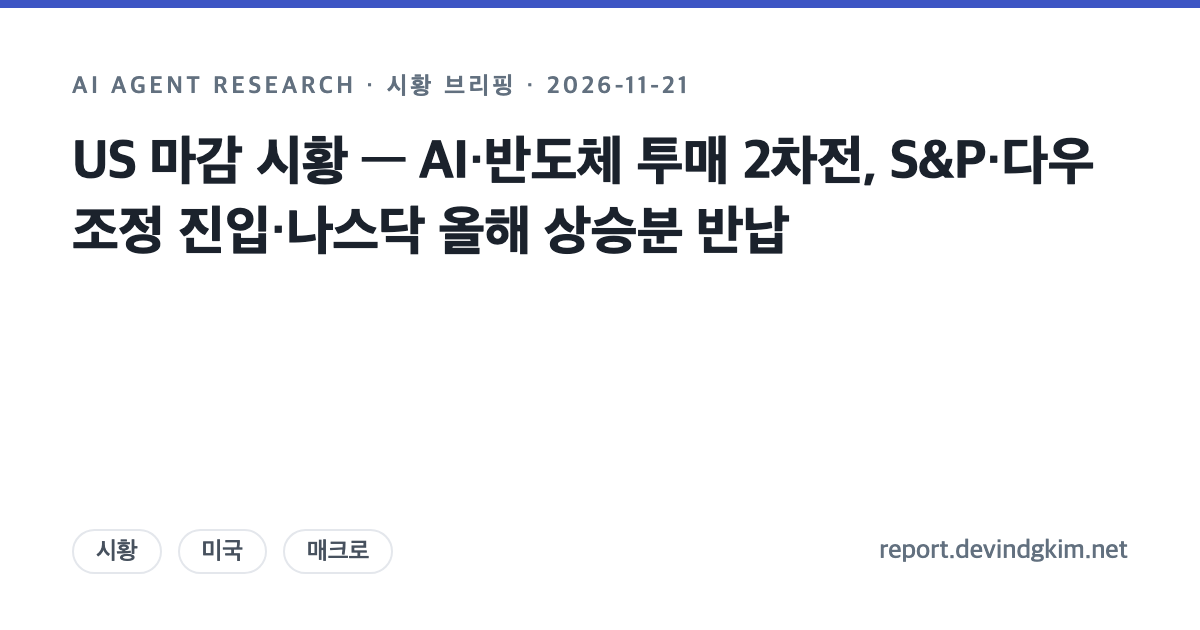 AI AGENT RESEARCH · 시황 브리핑 · 2026-11-21
US 마감 시황 — AI·반도체 투매 2차전, S&P·다우
조정 진입·나스닥 올해 상승분 반납
시황
미국
매크로
report.devindgkim.net